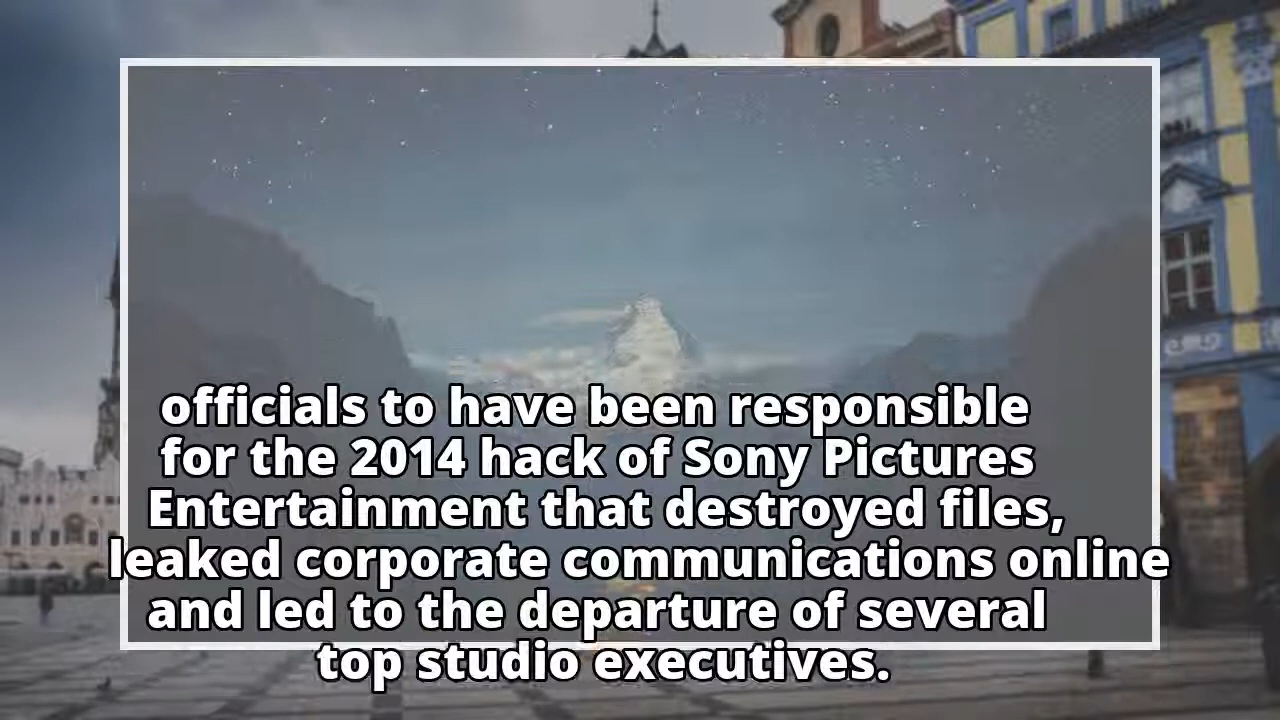 officials to have been responsible
for the 2014 hack of Sony Pictures
Entertainment that destroyed files,
leaked corporate communications online
and led to the departure of several
top studio executives.